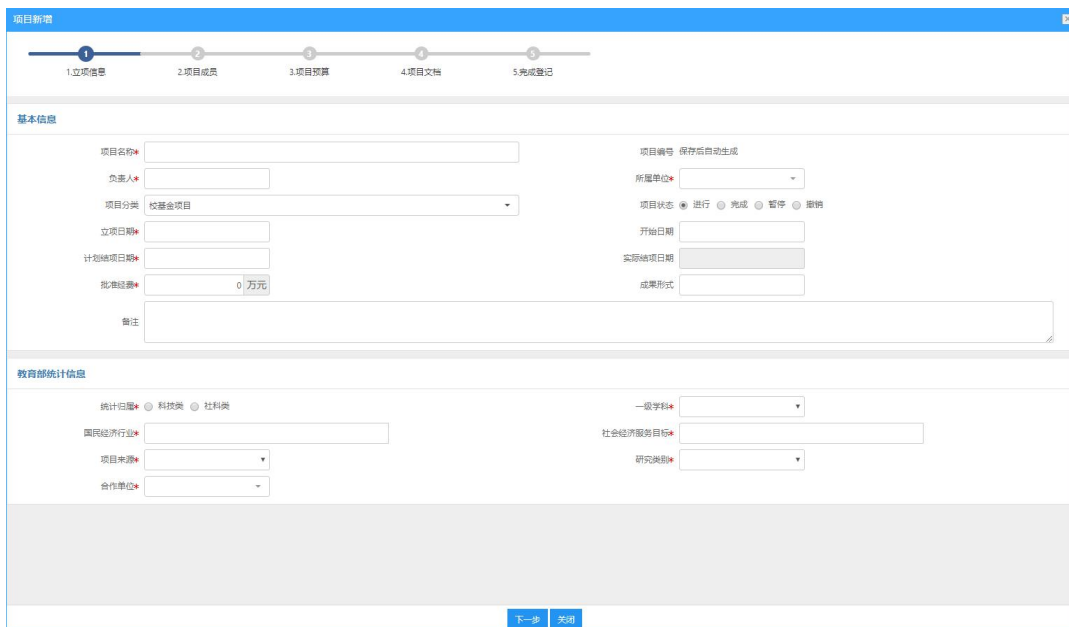 项目新增
1 2 3 4 5
1.立项信息 2.项目成员 3.项目预算 4.项目文档 5.完成登记
基本信息
项目名称* 项目编号 保存后自动生成
负责人* 所属单位*
项目分类 校基金项目 项目状态 进行 完成 暂停 撤销
立项日期* 开始日期
计划结项日期* 实际结项日期
批准经费* 0 万元 成果形式
备注
教育部统计信息
统计归属* 科技类 社科类 一级学科*
国民经济行业* 社会经济服务目标*
项目来源* 研究类别*
合作单位*
下一步 关闭